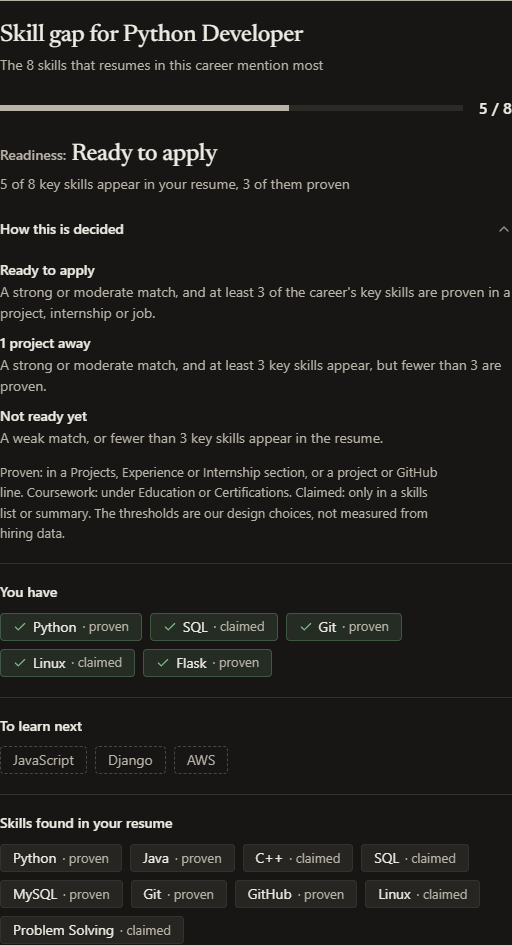 Skill gap for Python Developer
The 8 skills that resumes in this career mention most
5 / 8
Readiness: Ready to apply
5 of 8 key skills appear in your resume, 3 of them proven
How this is decided
Ready to apply
A strong or moderate match, and at least 3 of the career's key skills are proven in a
project, internship or job.
1 project away
A strong or moderate match, and at least 3 key skills appear, but fewer than 3 are
proven.
Not ready yet
A weak match, or fewer than 3 key skills appear in the resume.
Proven: in a Projects, Experience or Internship section, or a project or GitHub
line. Coursework: under Education or Certifications. Claimed: only in a skills
list or summary. The thresholds are our design choices, not measured from
hiring data.
You have
Python · proven SQL · claimed Git · proven
Linux · claimed Flask · proven
To learn next
JavaScript Django AWS
Skills found in your resume
Python · proven Java · proven C++ · claimed SQL · claimed
MySQL · proven Git · proven GitHub · proven Linux · claimed
Problem Solving · claimed